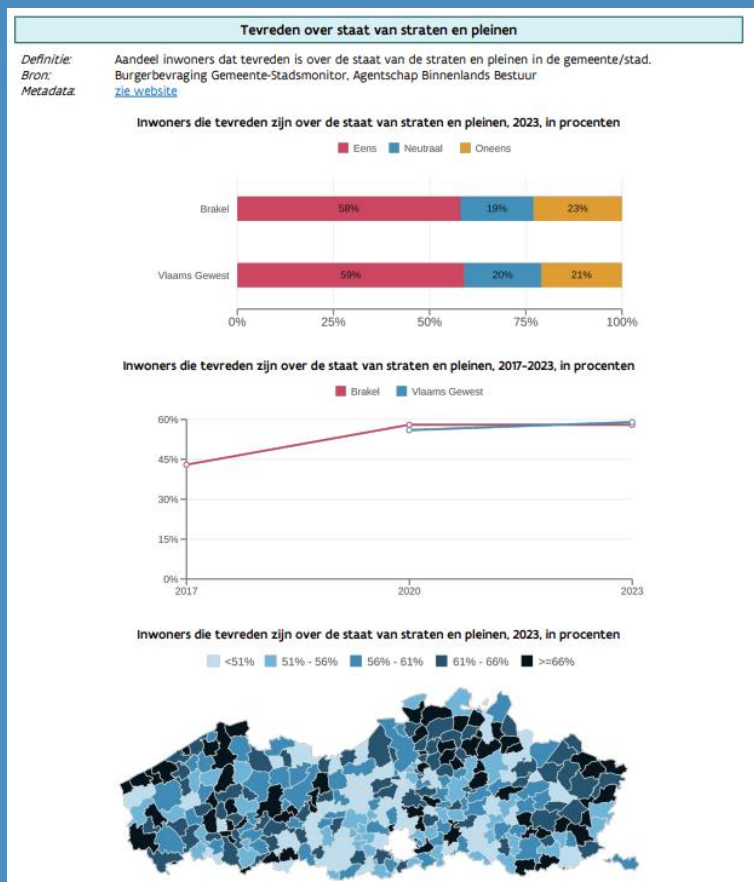 Tevreden over staat van straten en pleinen
Definitie: Aandeel inwoners dat tevreden is over de staat van de straten en pleinen in de gemeente/stad.
Bron: Burgerbevraging Gemeente-Stadsmonitor, Agentschap Binnenlands Bestuur
Metadata: zie website
Inwoners die tevreden zijn over de staat van straten en pleinen, 2023, in procenten
Eens Neutraal Oneens
Brakel 58% 19% 23%
Vlaams Gewest 59% 20% 21%
0% 25% 50% 75% 100%
Inwoners die tevreden zijn over de staat van straten en pleinen, 2017-2023, in procenten
Brakel Vlaams Gewest
60%
45%
30%
15%
0%
2017 2020 2023
Inwoners die tevreden zijn over de staat van straten en pleinen, 2023, in procenten
<51% 51% - 56% 56% - 61% 61% - 66% >=66%